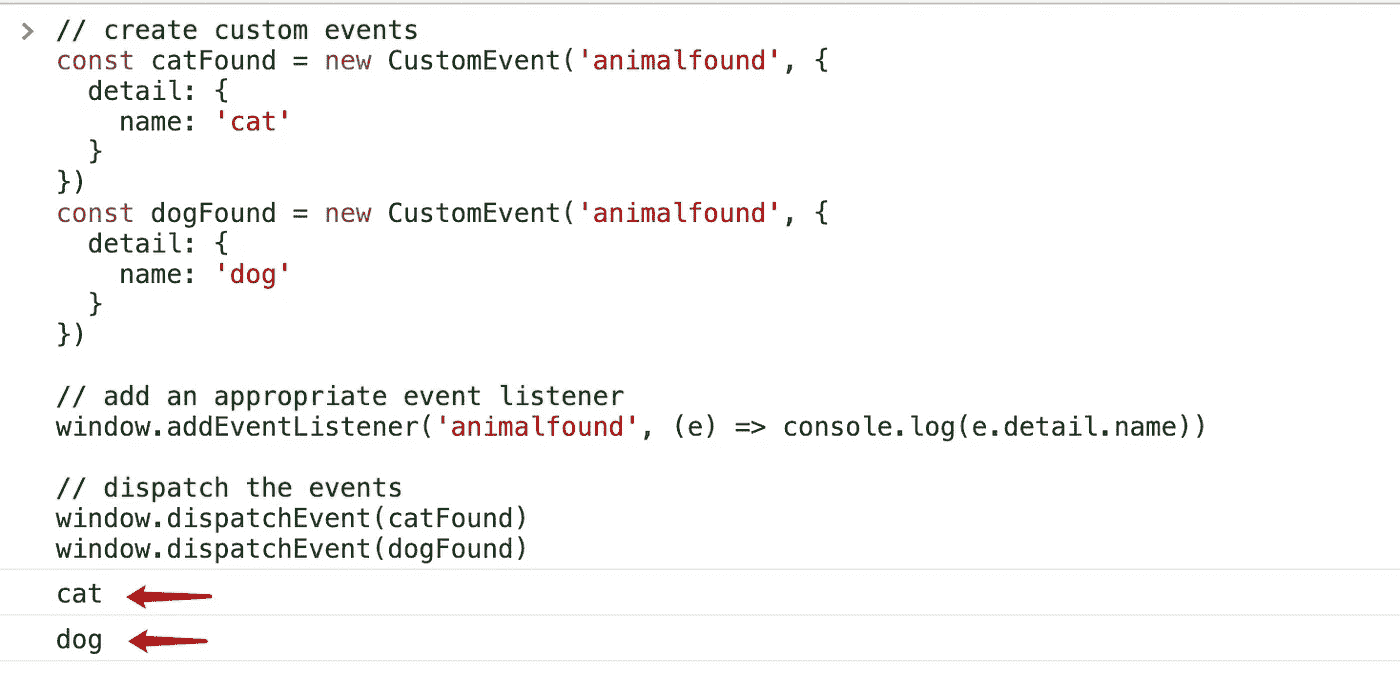 > // create custom events
const catFound = new CustomEvent('animalfound', {
  detail: {
    name: 'cat'
  }
})
const dogFound = new CustomEvent('animalfound', {
  detail: {
    name: 'dog'
  }
})

// add an appropriate event listener
window.addEventListener('animalfound', (e) => console.log(e.detail.name))

// dispatch the events
window.dispatchEvent(catFound)
window.dispatchEvent(dogFound)
cat
dog